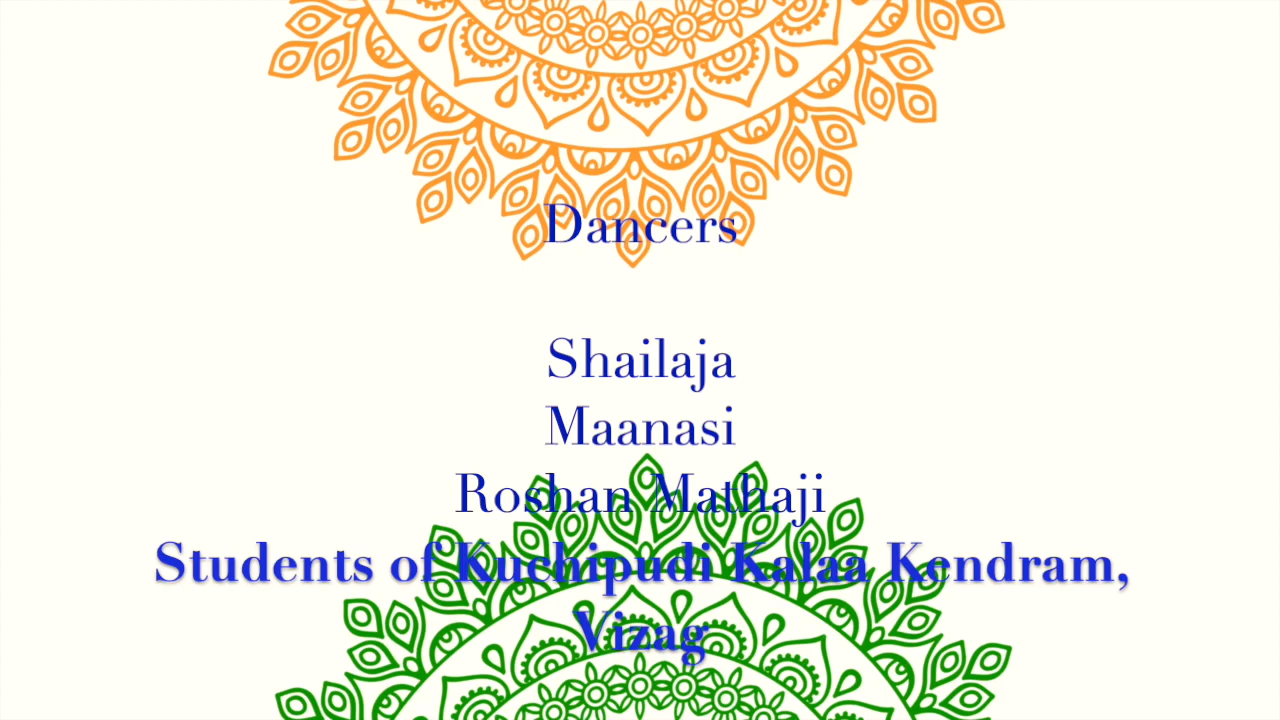 Dancers
Shailaja
Maanasi
Roshan Mathaji
Students of Kuchipudi Kalaa Kendram,
Vizag